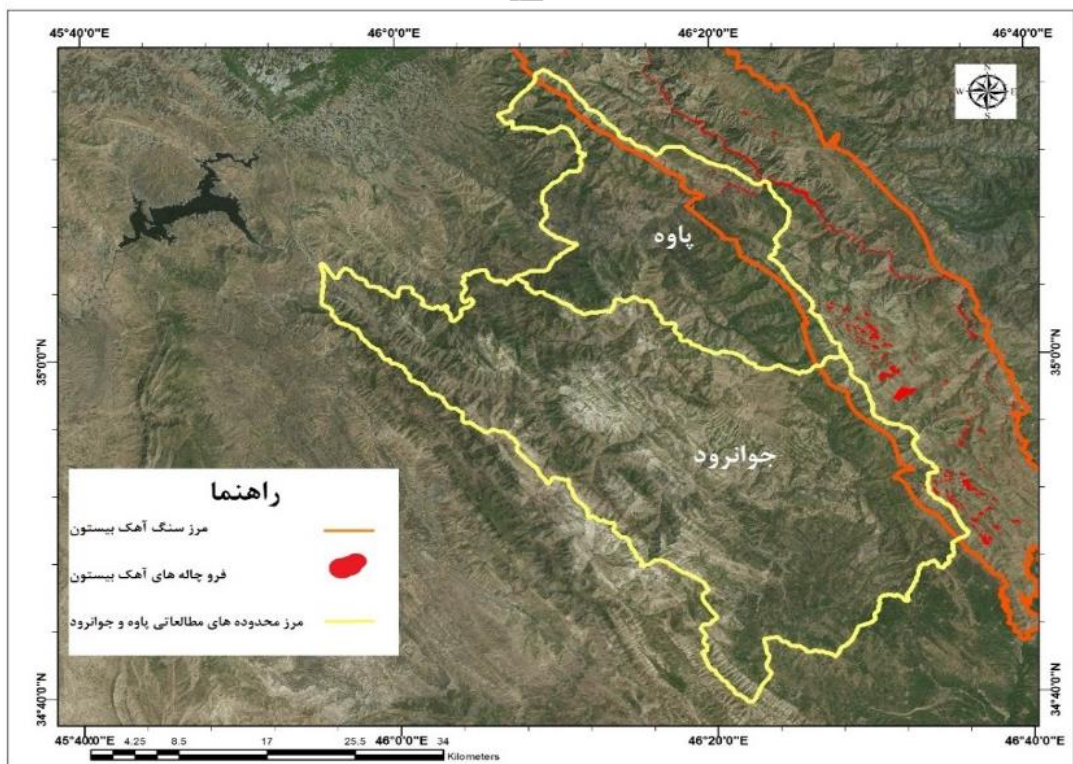 45°40'0"E 46°0'0"E 46°20'0"E 46°40'0"E
N
W E
S
پاوه
35°0'0"N 35°0'0"N
جوانرود
راهنما
مرز سنگ آهک بیستون
فرو چاله های آهک بیستون
مرز محدوده های مطالعاتی پاوه و جوانرود
34°40'0"N 34°40'0"N
45°40'0"E 46°0'0"E 46°20'0"E 46°40'0"E
4.25 8.5 17 25.5 34
Kilometers